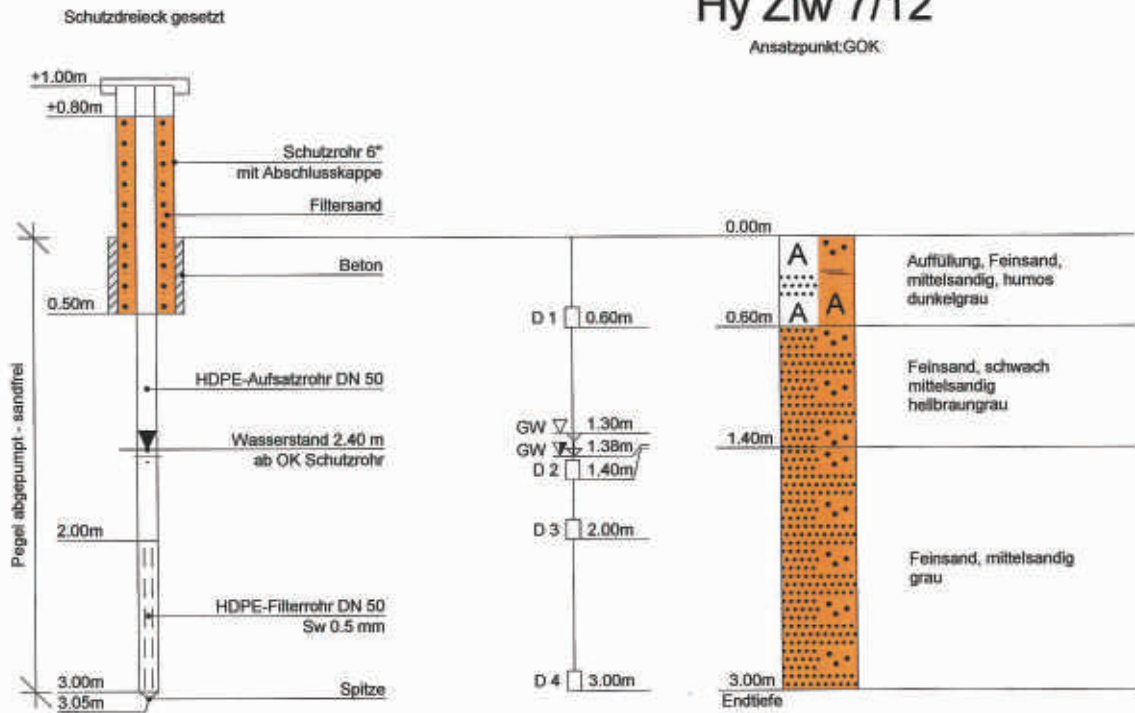 Schutzdreieck gesetzt
Hy Zlw 7/12
Ansatzpunkt:GOK
+1.00m
+0.80m
Schutzrohr 6"
mit Abschlusskappe
Filtersand
Beton
0.50m
HDPE-Aufsatzrohr DN 50
Wasserstand 2.40 m
ab OK Schutzrohr
Pegel abgepumpt - sandfrei
2.00m
HDPE-Filterrohr DN 50
Sw 0.5 mm
3.00m
Spitze
3.05m
D 1 0.60m
GW 1.30m
GW 1.38m
D 2 1.40m
D 3 2.00m
D 4 3.00m
0.00m
A
A A
0.60m
1.40m
3.00m
Endtiefe
Auffüllung, Feinsand,
mittelsandig, humos
dunkelgrau
Feinsand, schwach
mittelsandig
hellbraungrau
Feinsand, mittelsandig
grau